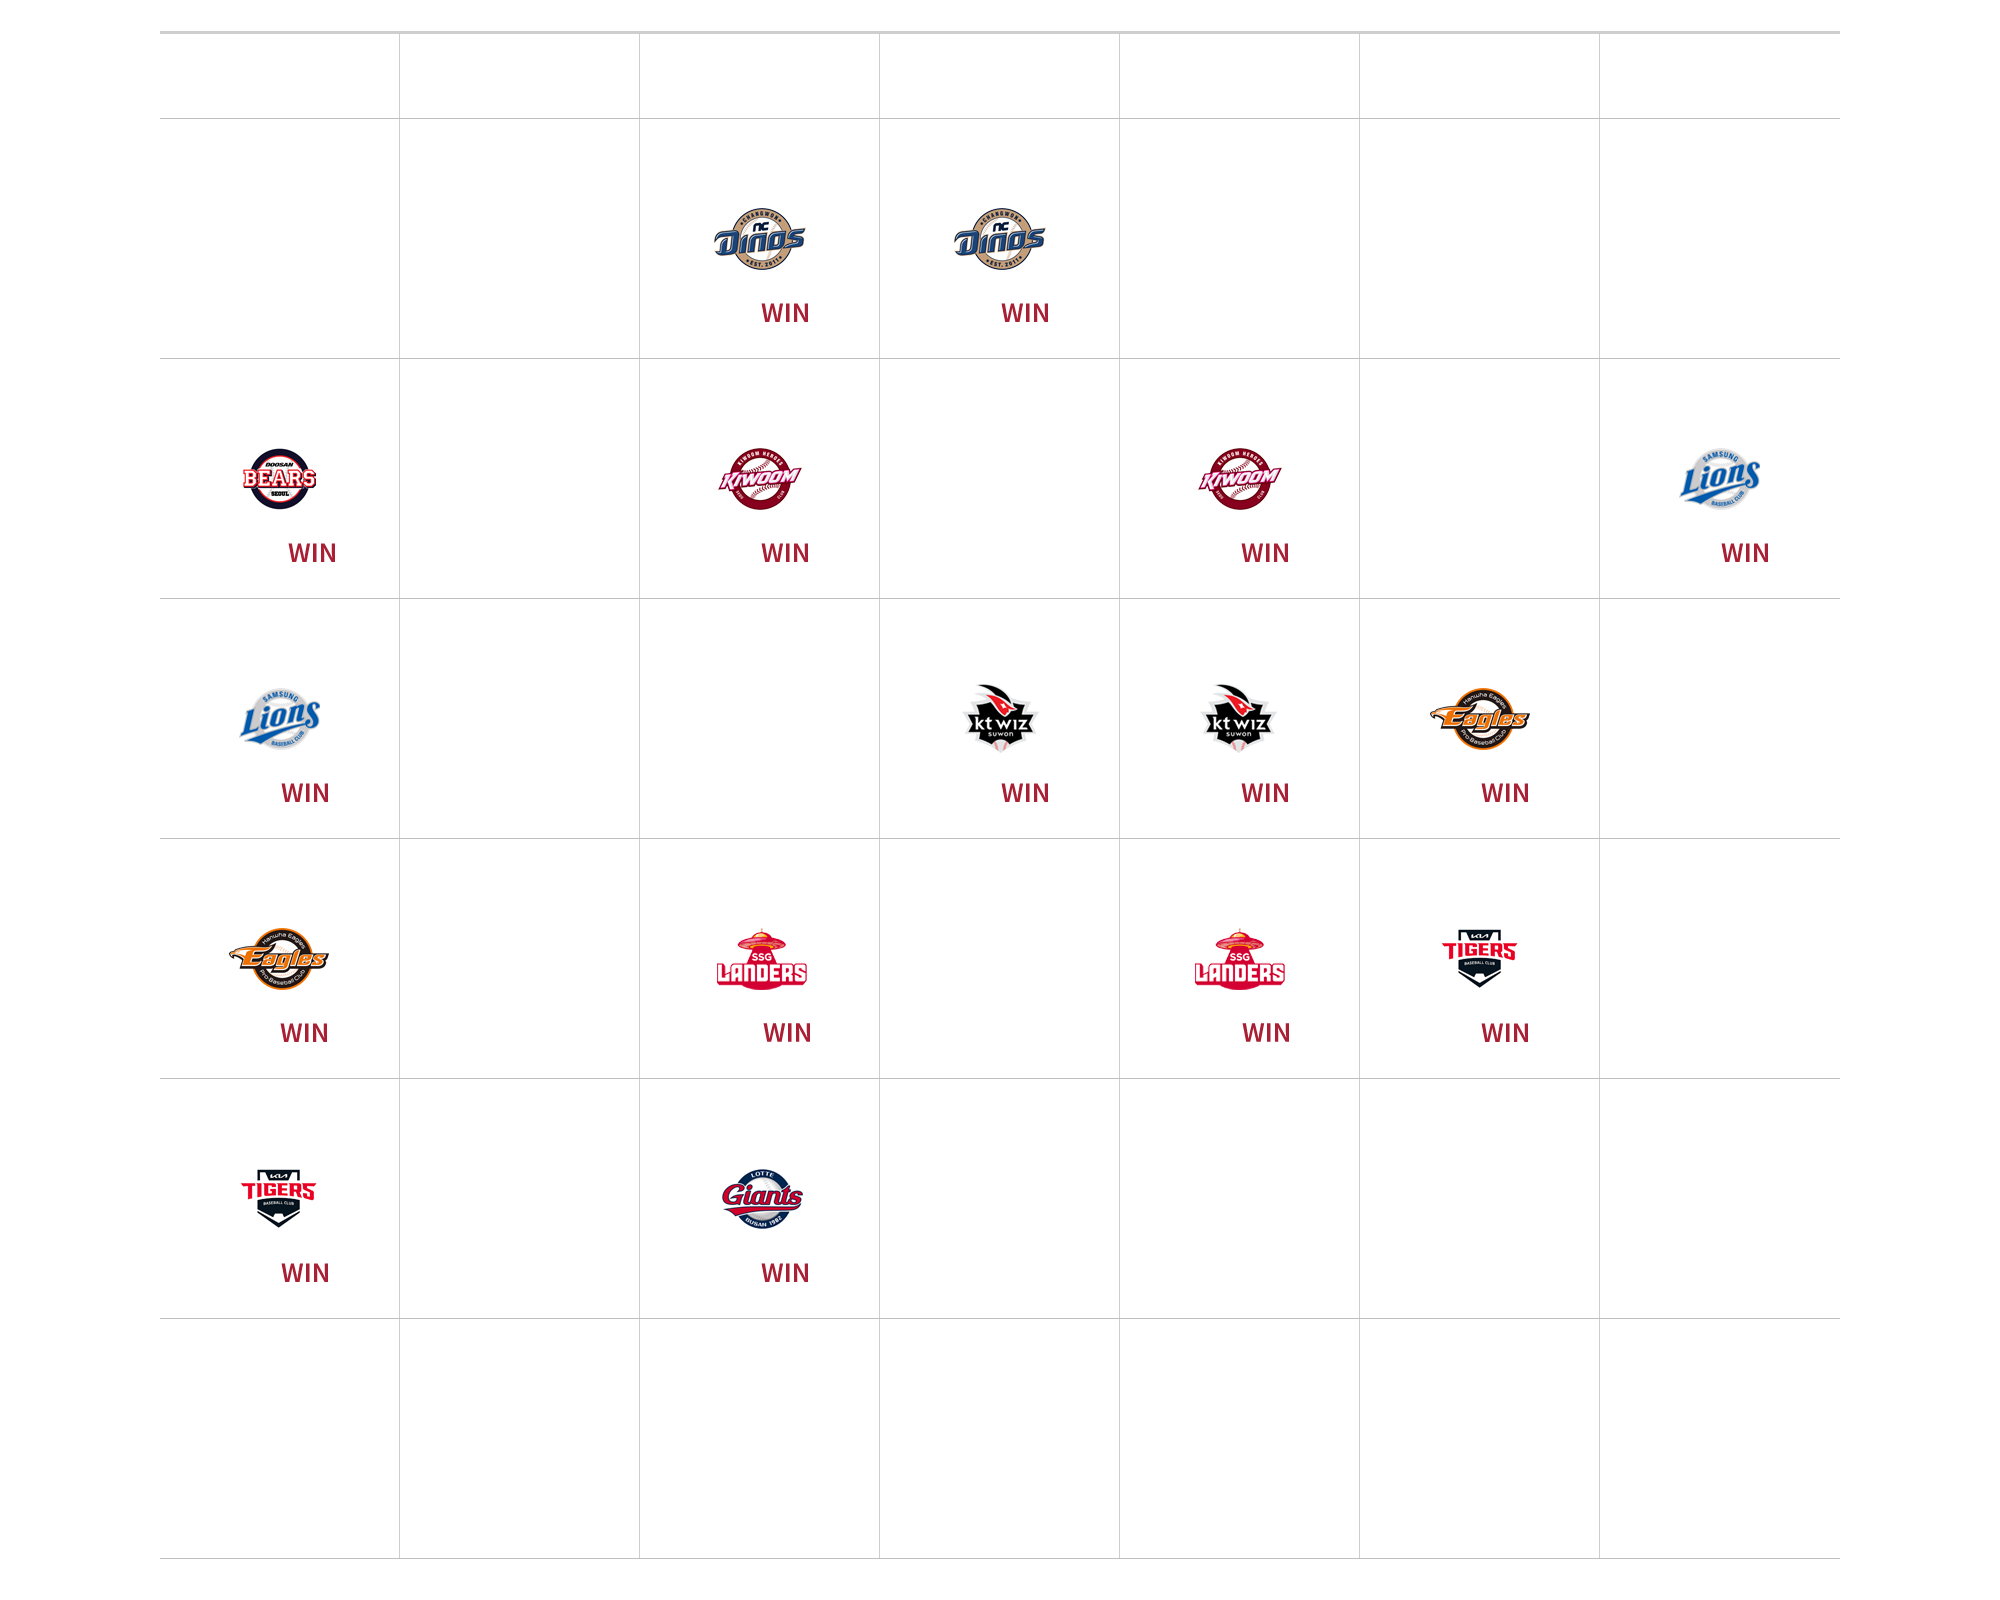 CHANGWON
NC
DINOS
EST. 2011
WIN
CHANGWON
NC
DINOS
EST. 2011
WIN
DOOSAN
BEARS
SEOUL
WIN
KIWOOM HEROES
KIWOOM
WIN
KIWOOM HEROES
KIWOOM
WIN
SAMSUNG
Lions
BASEBALL CLUB
WIN
SAMSUNG
Lions
BASEBALL CLUB
WIN
kt wiz
suwon
WIN
kt wiz
suwon
WIN
Hanwha Eagles
Eagles
Pro Baseball Club
WIN
Hanwha Eagles
Eagles
Pro Baseball Club
WIN
SSG
LANDERS
WIN
SSG
LANDERS
WIN
KIA
TIGERS
BASEBALL CLUB
WIN
KIA
TIGERS
BASEBALL CLUB
WIN
LOTTE
Giants
BUSAN 1982
WIN